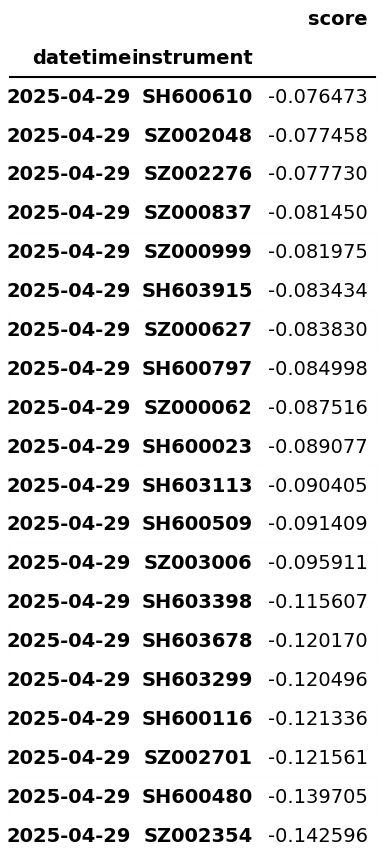 score
datetime instrument
2025-04-29 SH600610 -0.076473
2025-04-29 SZ002048 -0.077458
2025-04-29 SZ002276 -0.077730
2025-04-29 SZ000837 -0.081450
2025-04-29 SZ000999 -0.081975
2025-04-29 SH603915 -0.083434
2025-04-29 SZ000627 -0.083830
2025-04-29 SH600797 -0.084998
2025-04-29 SZ000062 -0.087516
2025-04-29 SH600023 -0.089077
2025-04-29 SH603113 -0.090405
2025-04-29 SH600509 -0.091409
2025-04-29 SZ003006 -0.095911
2025-04-29 SH603398 -0.115607
2025-04-29 SH603678 -0.120170
2025-04-29 SH603299 -0.120496
2025-04-29 SH600116 -0.121336
2025-04-29 SZ002701 -0.121561
2025-04-29 SH600480 -0.139705
2025-04-29 SZ002354 -0.142596